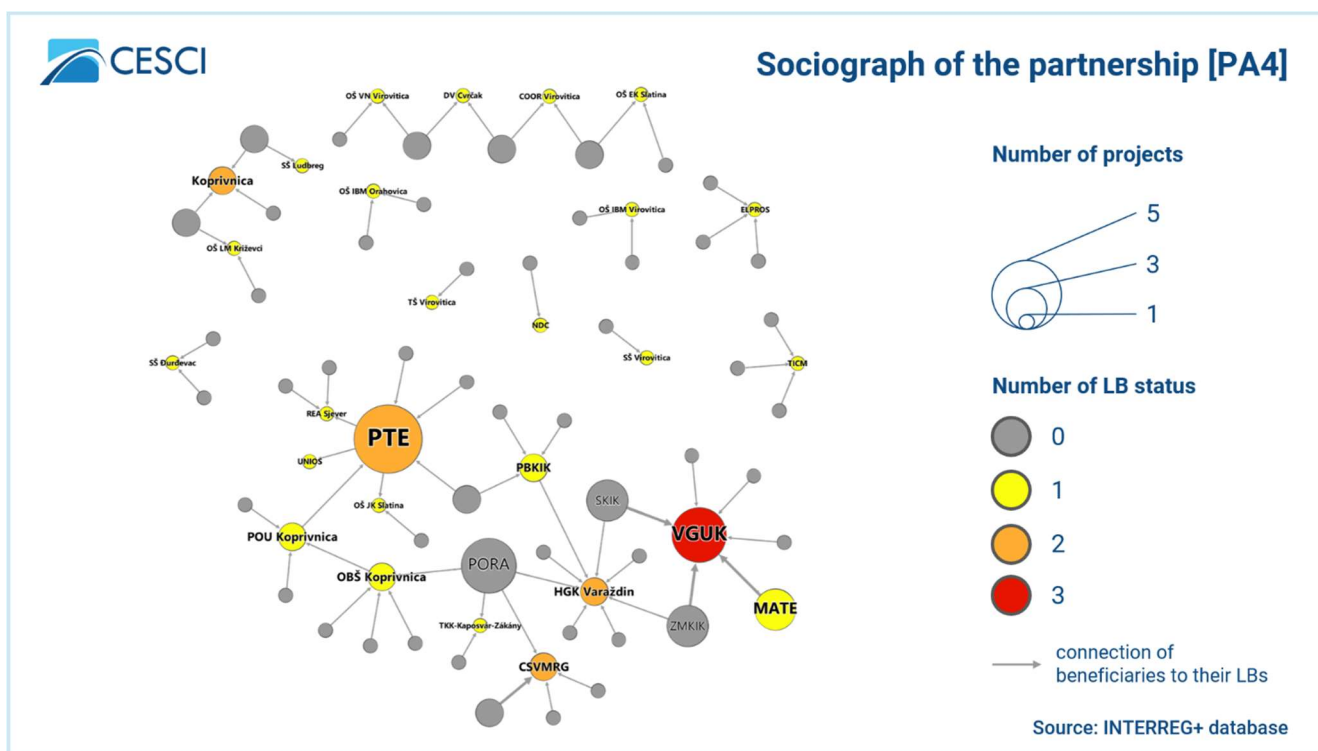 CESCI
Sociograph of the partnership [PA4]
OŠ VN Virovitica
DV Cvrčak
COOR Virovitica
OŠ EK Slatina
SŠ Ludbreg
Koprivnica
OŠ IBM Orahovica
OŠ IBM Virovitica
ELPROS
OŠ LM Križevci
TŠ Virovitica
NDC
SŠ Virovitica
SŠ Đurđevac
TICM
REA Sjever
PTE
UNIOS
PBKIK
OŠ JK Slatina
SKIK
VGUK
POU Koprivnica
PORA
OBŠ Koprivnica
HGK Varaždin
MATE
TKK-Kaposvár-Zákány
ZMKIK
CSVMRG
Number of projects
5
3
1
Number of LB status
0
1
2
3
connection of
beneficiaries to their LBs
Source: INTERREG+ database